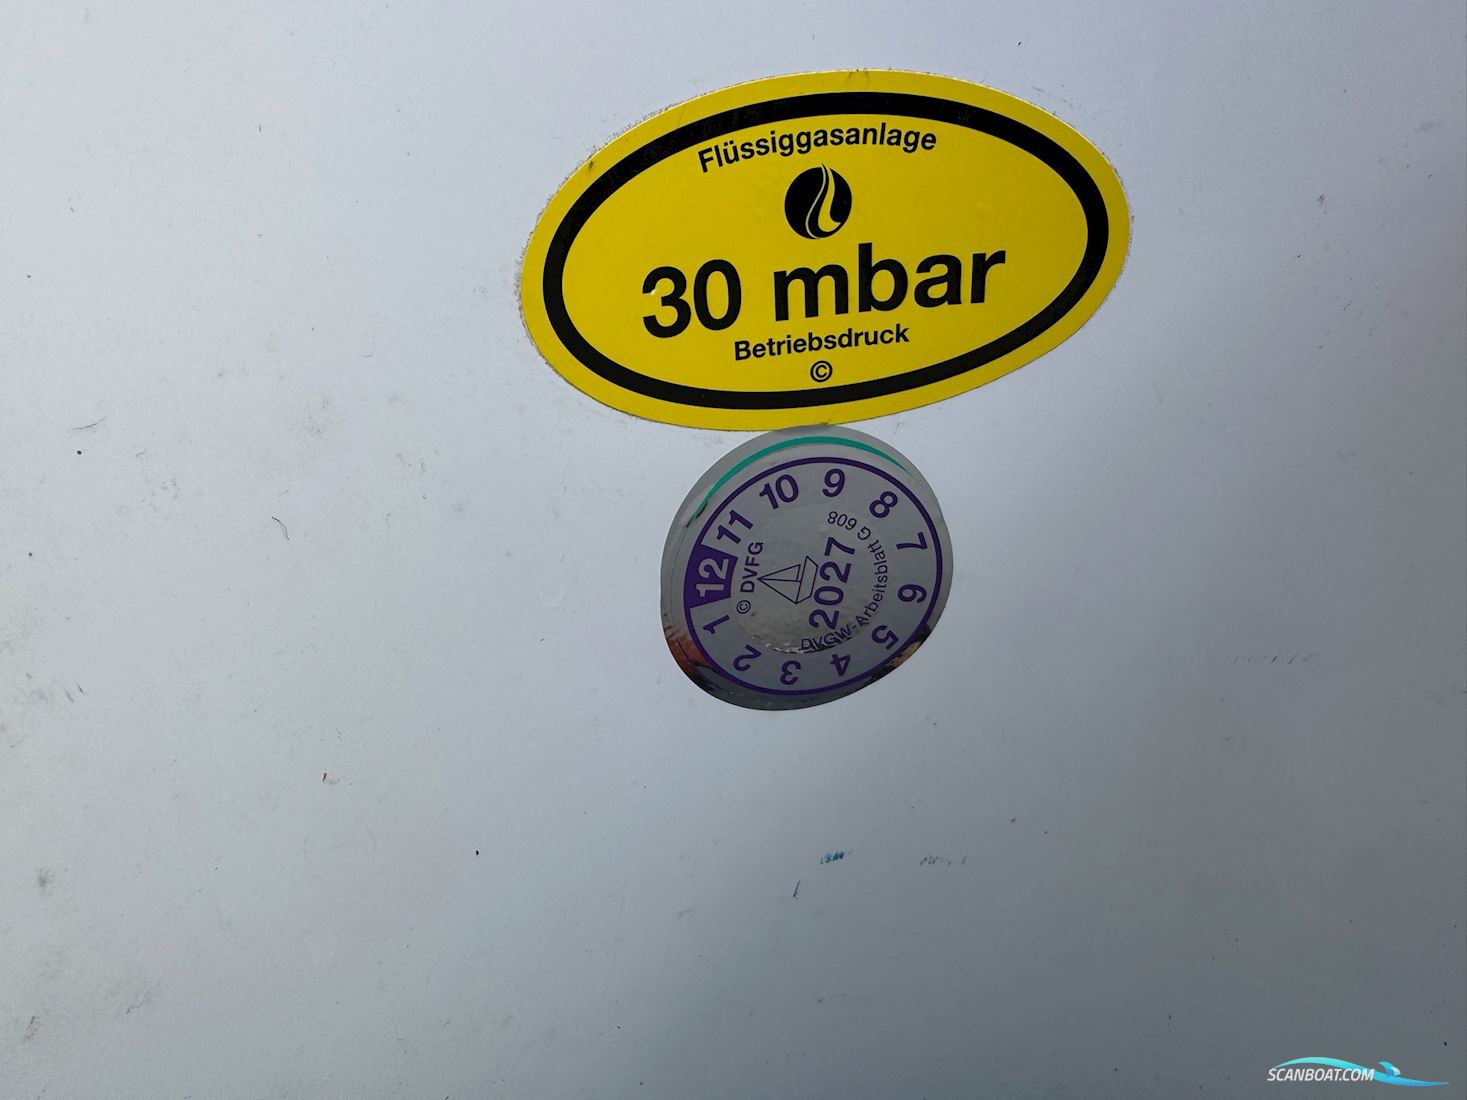 Flüssiggasanlage
30 mbar
Betriebsdruck
©
1 2 3 4 5 6 7 8 9 10 11 12
© DVFG
2027
DVGW-Arbeitsblatt G 608
SCANBOAT.COM